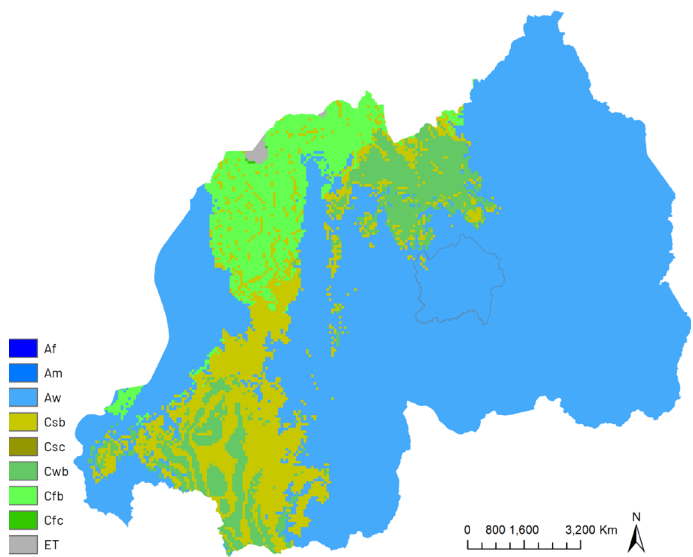 Af
Am
Aw
Csb
Csc
Cwb
Cfb
Cfc
ET
N
0 800 1,600 3,200 Km